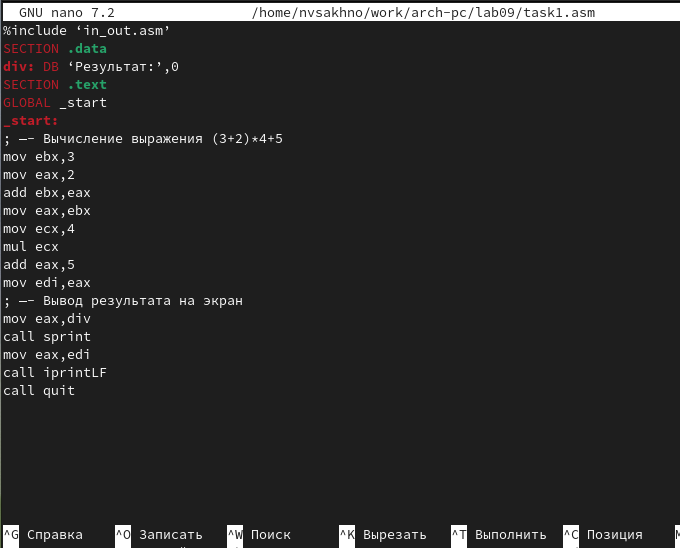 GNU nano 7.2 /home/nvsakhno/work/arch-pc/lab09/task1.asm
%include ‘in_out.asm’
SECTION .data
div: DB ‘Результат:’,0
SECTION .text
GLOBAL _start
_start:
; —- Вычисление выражения (3+2)*4+5
mov ebx,3
mov eax,2
add ebx,eax
mov eax,ebx
mov ecx,4
mul ecx
add eax,5
mov edi,eax
; —- Вывод результата на экран
mov eax,div
call sprint
mov eax,edi
call iprintLF
call quit
^G Справка ^O Записать ^W Поиск ^K Вырезать ^T Выполнить ^C Позиция